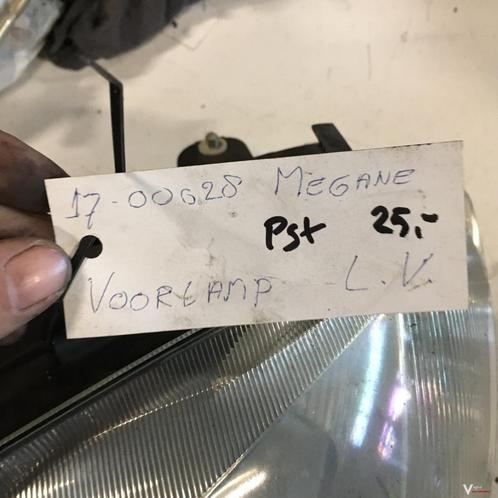 17-00628 MEGANE
Pst 25,-
VOORLAMP L.V.